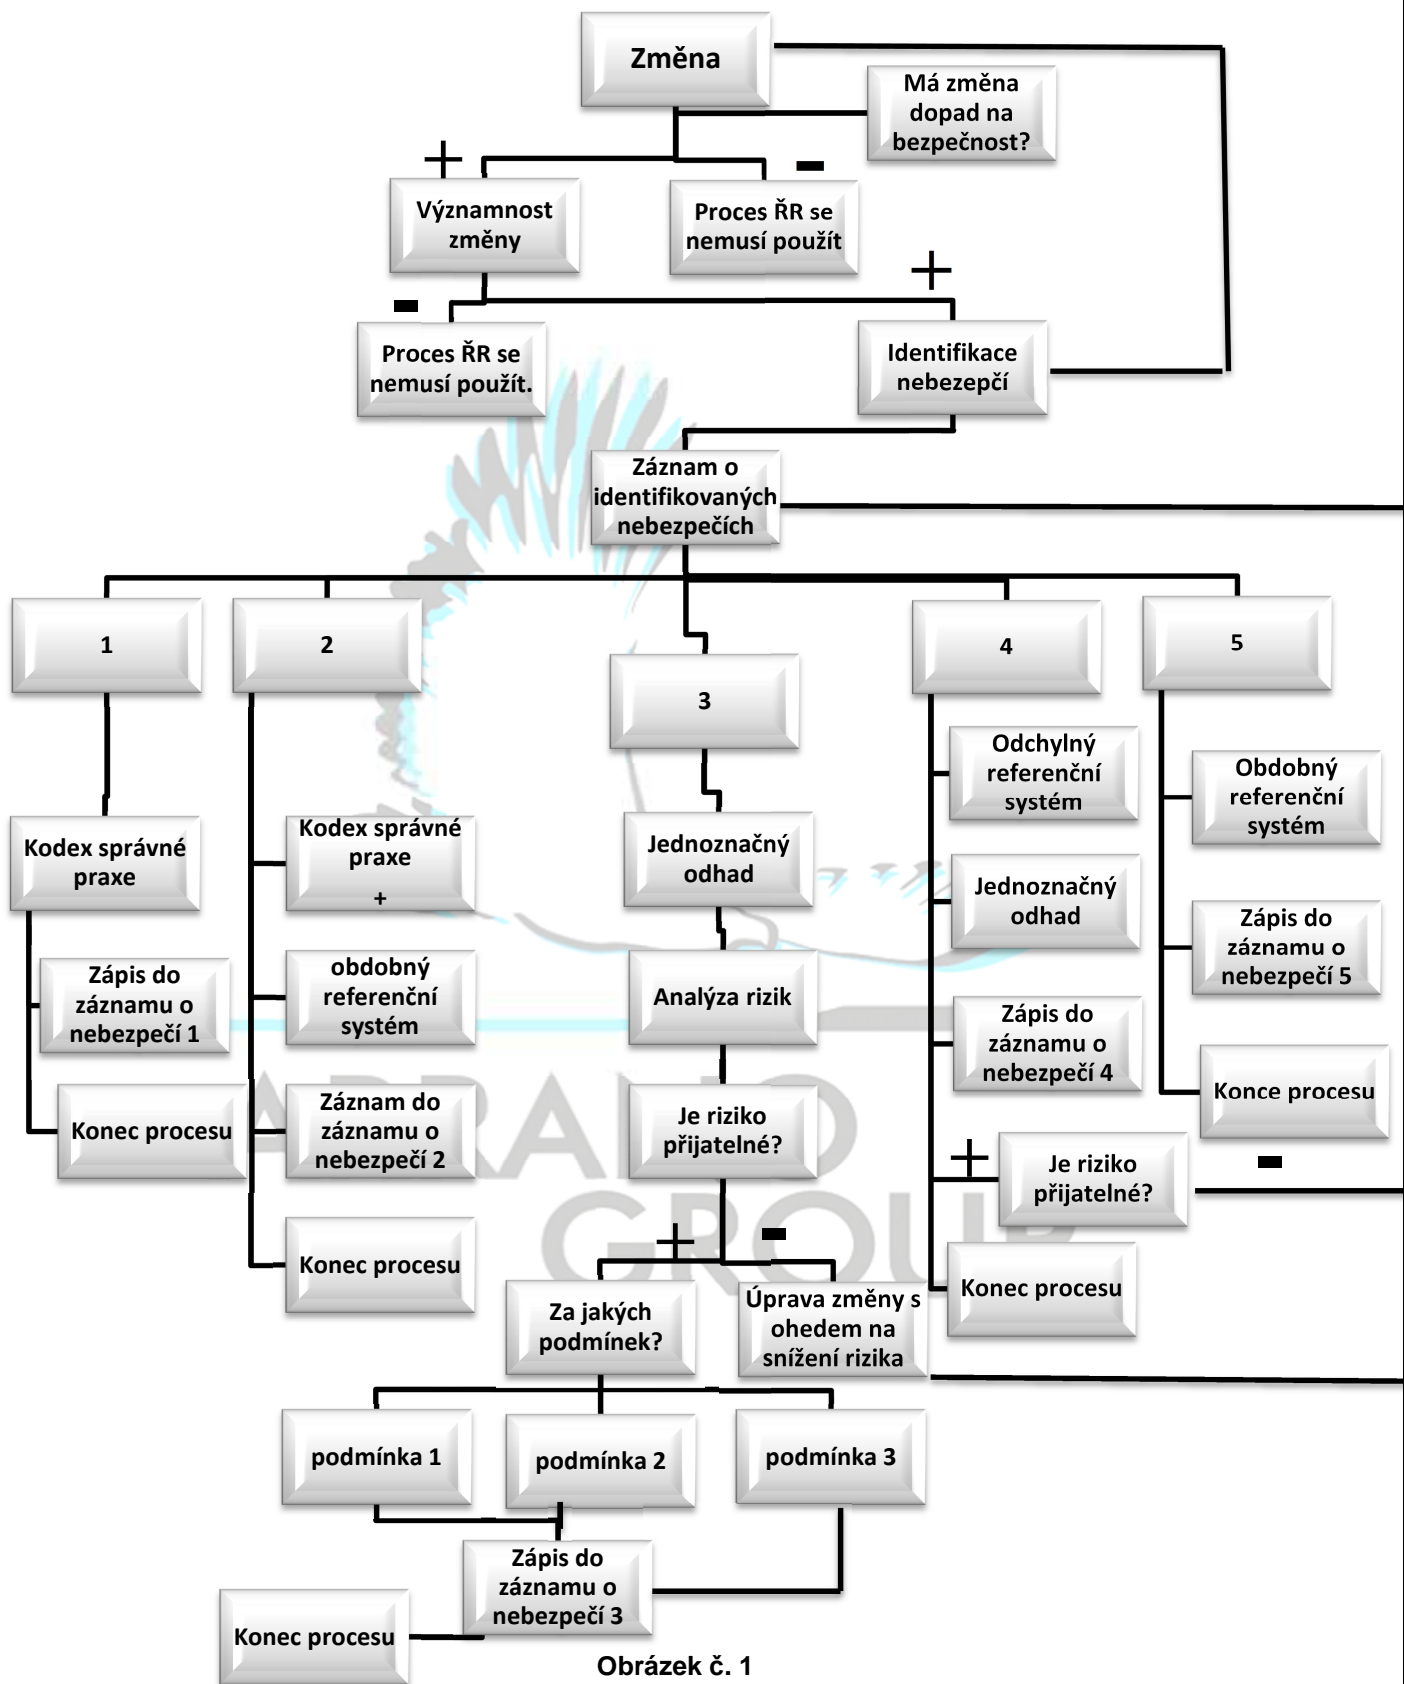 Změna
Má změna
dopad na
bezpečnost?
+
-
Významnost
změny
Proces ŘR se
nemusí použít
-
+
Proces ŘR se
nemusí použít.
Identifikace
nebezepčí
Záznam o
identifikovaných
nebezpečích
1
2
3
4
5
Kodex správné
praxe
Zápis do
záznamu o
nebezpečí 1
Konec procesu
Kodex správné
praxe
+
obdobný
referenční
systém
Záznam do
záznamu o
nebezpečí 2
Konec procesu
Jednoznačný
odhad
Analýza rizik
Je riziko
přijatelné?
+
-
Za jakých
podmínek?
Úprava změny s
ohedem na
snížení rizika
podmínka 1
podmínka 2
podmínka 3
Zápis do
záznamu o
nebezpečí 3
Konec procesu
Odchylný
referenční
systém
Jednoznačný
odhad
Zápis do
záznamu o
nebezpečí 4
+
Je riziko
přijatelné?
-
Konec procesu
Obdobný
referenční
systém
Zápis do
záznamu o
nebezpečí 5
Konce procesu
GROUP
Obrázek č. 1